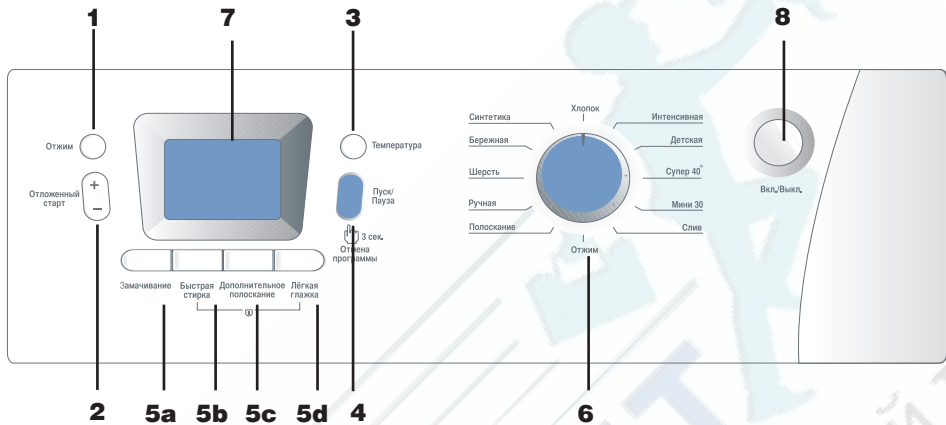 1
7
3
8
Отжим
Отложенный
старт
+
–
Температура
Пуск/
Пауза
3 сек.
Отмена
программы
Замачивание
Быстрая
стирка
Дополнительное
полоскание
Лёгкая
глажка
Хлопок
Синтетика
Бережная
Шерсть
Ручная
Полоскание
Интенсивная
Детская
Супер 40°
Мини 30
Слив
Отжим
Вкл./Выкл.
2
5a
5b
5c
5d
4
6